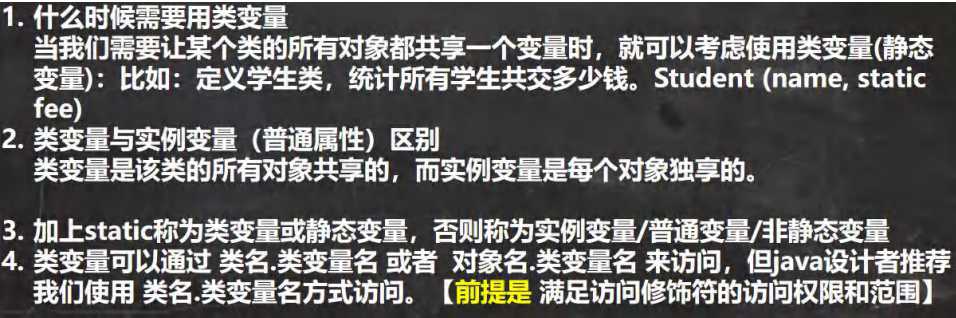 1. 什么时候需要用类变量
当我们需要让某个类的所有对象都共享一个变量时，就可以考虑使用类变量(静态
变量)：比如：定义学生类，统计所有学生共交多少钱。Student (name, static
fee)
2. 类变量与实例变量（普通属性）区别
类变量是该类的所有对象共享的，而实例变量是每个对象独享的。
3. 加上static称为类变量或静态变量，否则称为实例变量/普通变量/非静态变量
4. 类变量可以通过 类名.类变量名 或者 对象名.类变量名 来访问，但java设计者推荐
我们使用 类名.类变量名方式访问。【前提是 满足访问修饰符的访问权限和范围】